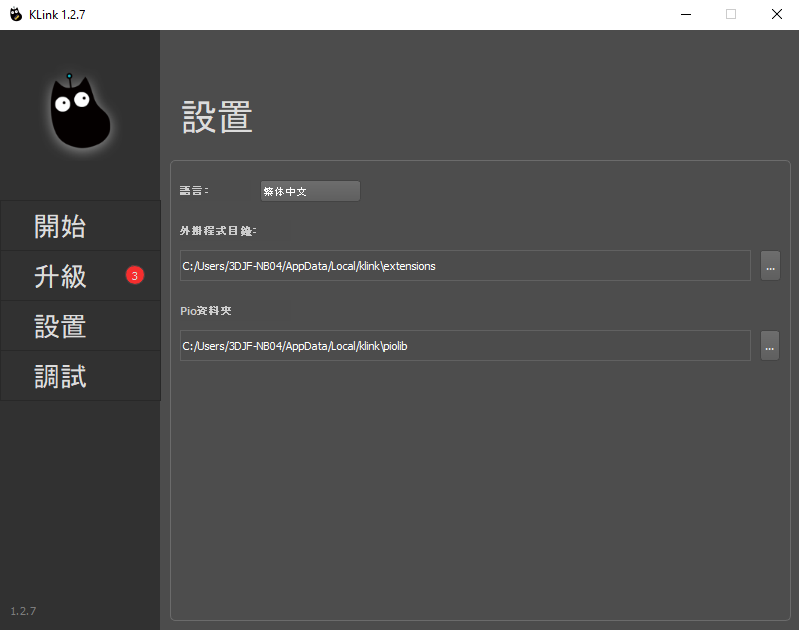 KLink 1.2.7
設置
語言:
繁体中文
開始
外掛程式目錄:
升級
3
C:/Users/3DJF-NB04/AppData/Local/klink\extensions
...
設置
Pio資料夾
調試
C:/Users/3DJF-NB04/AppData/Local/klink\piolib
...
1.2.7